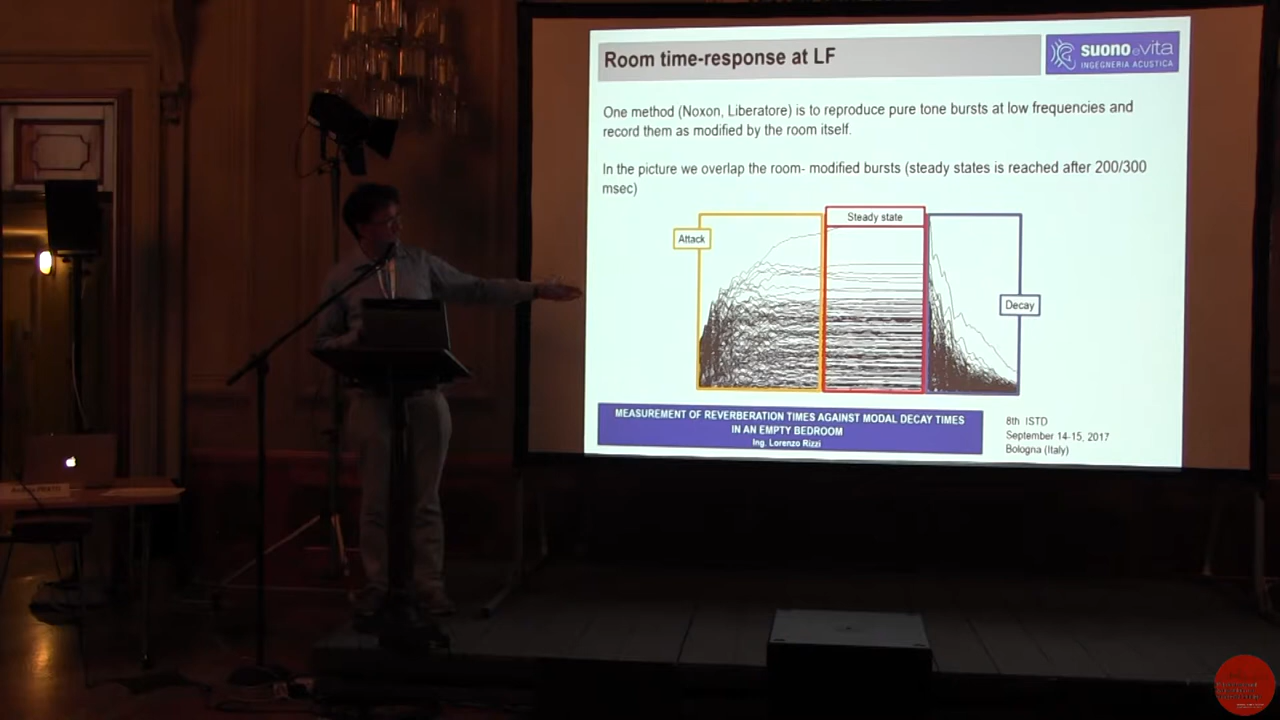 Room time-response at LF
suono e vita
INGEGNERIA ACUSTICA
One method (Noxon, Liberatore) is to reproduce pure tone bursts at low frequencies and
record them as modified by the room itself.
In the picture we overlap the room- modified bursts (steady states is reached after 200/300
msec)
Attack
Steady state
Decay
MEASUREMENT OF REVERBERATION TIMES AGAINST MODAL DECAY TIMES
IN AN EMPTY BEDROOM
Ing. Lorenzo Rizzi
8th ISTD
September 14-15, 2017
Bologna (Italy)